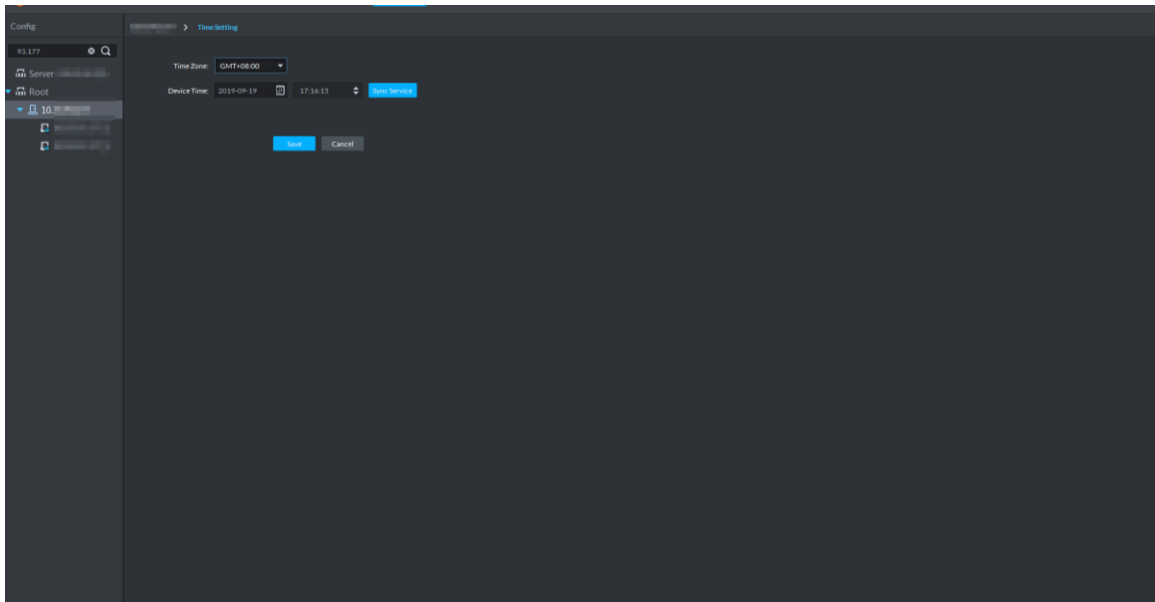 Config
Time Setting
93.177
Time Zone: GMT+08:00
Server
Root
Device Time: 2019-09-19 17:16:15 Sync Service
10.
Save Cancel